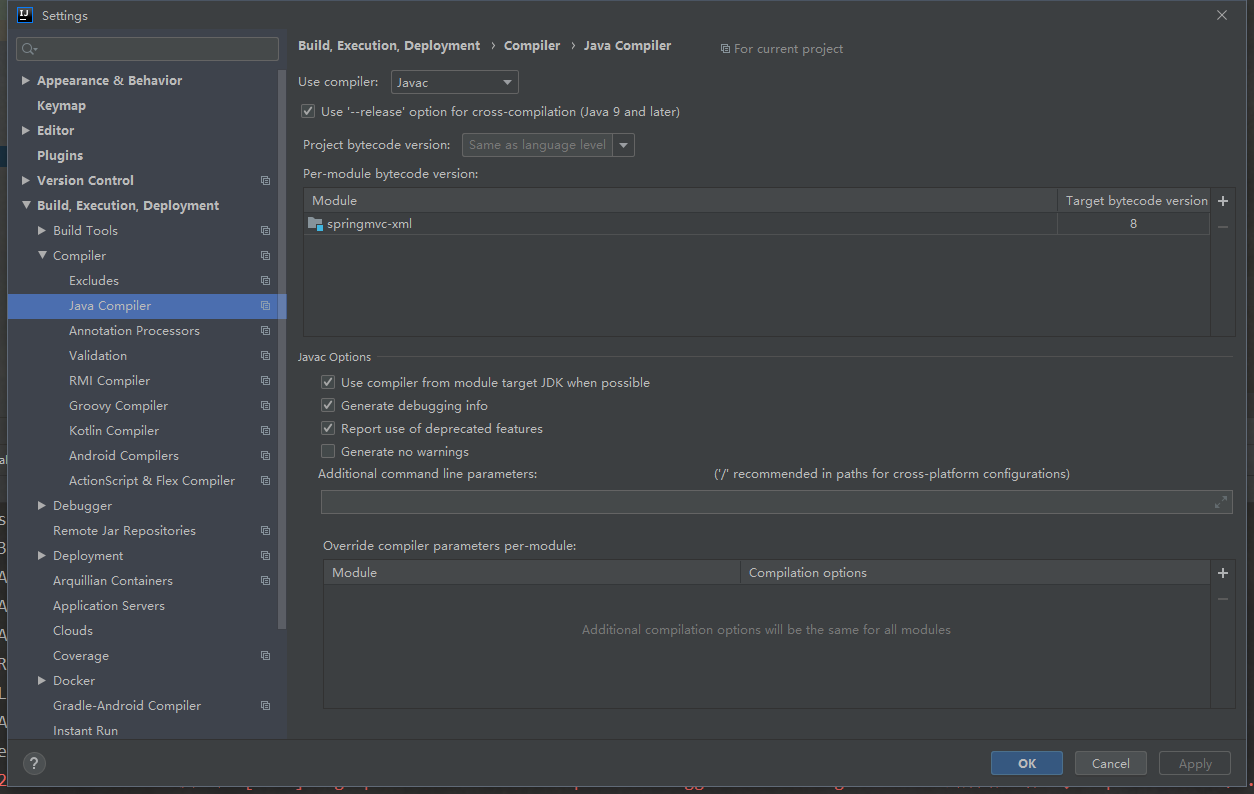 Settings
Appearance & Behavior
Keymap
Editor
Plugins
Version Control
Build, Execution, Deployment
Build Tools
Compiler
Excludes
Java Compiler
Annotation Processors
Validation
RMI Compiler
Groovy Compiler
Kotlin Compiler
Android Compilers
ActionScript & Flex Compiler
Debugger
Remote Jar Repositories
Deployment
Arquillian Containers
Application Servers
Clouds
Coverage
Docker
Gradle-Android Compiler
Instant Run
Build, Execution, Deployment › Compiler › Java Compiler For current project
Use compiler: Javac
Use '--release' option for cross-compilation (Java 9 and later)
Project bytecode version: Same as language level
Per-module bytecode version:
Module Target bytecode version
springmvc-xml 8
Javac Options
Use compiler from module target JDK when possible
Generate debugging info
Report use of deprecated features
Generate no warnings
Additional command line parameters: ('/' recommended in paths for cross-platform configurations)
Override compiler parameters per-module:
Module Compilation options
Additional compilation options will be the same for all modules
? OK Cancel Apply